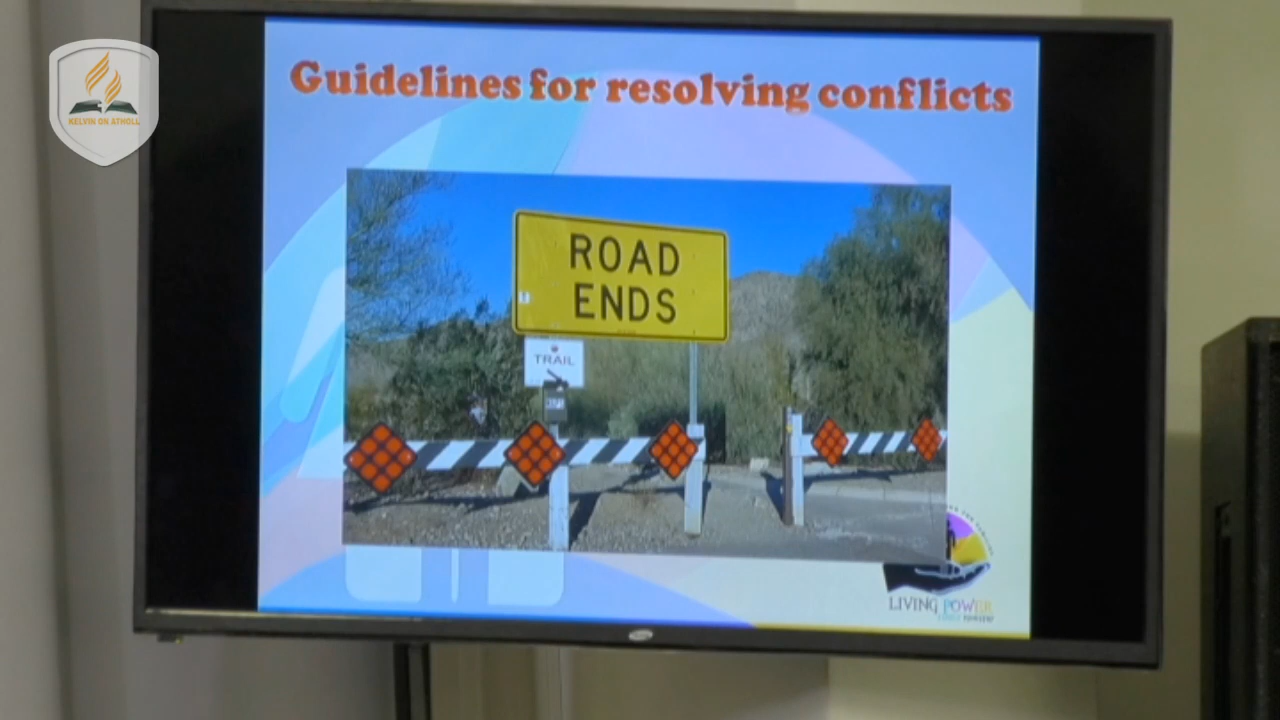 KELVIN ON ATHOLL
Guidelines for resolving conflicts
ROAD
ENDS
TRAIL
LIVING POWER